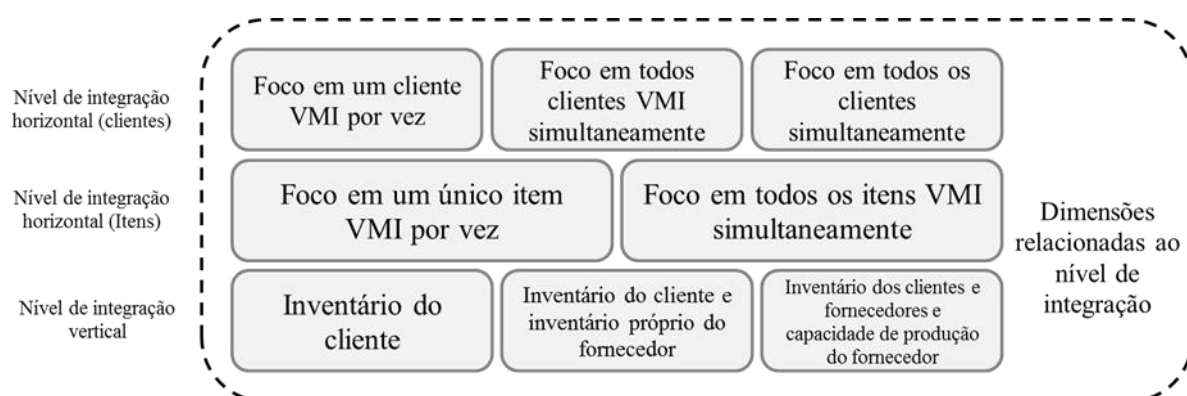 Nível de integração
horizontal (clientes)
Foco em um cliente
VMI por vez
Foco em todos
clientes VMI
simultaneamente
Foco em todos os
clientes
simultaneamente
Nível de integração
horizontal (Itens)
Foco em um único item
VMI por vez
Foco em todos os itens VMI
simultaneamente
Nível de integração
vertical
Inventário do
cliente
Inventário do cliente e
inventário próprio do
fornecedor
Inventário dos clientes e
fornecedores e
capacidade de produção
do fornecedor
Dimensões
relacionadas ao
nível de
integração